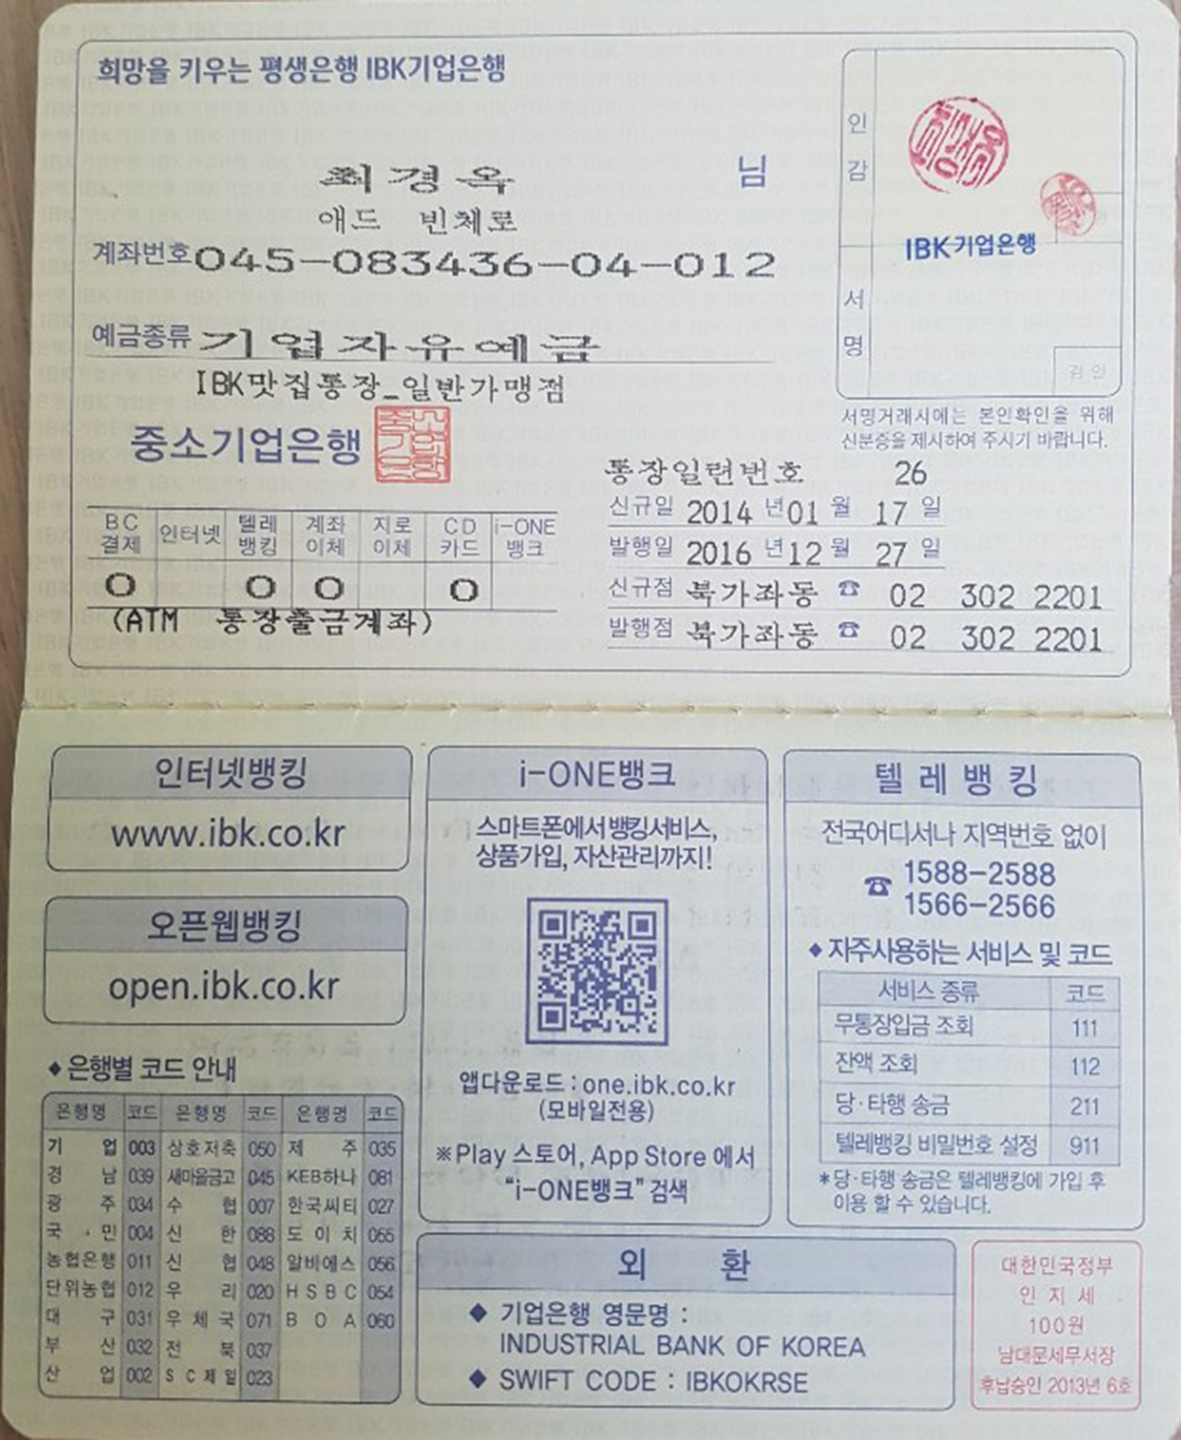 희망을 키우는 평생은행 IBK기업은행
최경옥 님
애드 빈체로
계좌번호 045-083436-04-012
예금종류 기업자유예금
IBK맛집통장_일반가맹점
중소기업은행
인감
IBK기업은행
서명
검인
서명거래시에는 본인확인을 위해
신분증을 제시하여 주시기 바랍니다.
통장일련번호 26
신규일 2014 년 01 월 17 일
발행일 2016 년 12 월 27 일
신규점 북가좌동 ☎ 02 302 2201
발행점 북가좌동 ☎ 02 302 2201
BC결제 인터넷 텔레뱅킹 계좌이체 지로이체 CD카드 i-ONE뱅크
O O O O
(ATM 통장출금계좌)
인터넷뱅킹
www.ibk.co.kr
오픈웹뱅킹
open.ibk.co.kr
◆ 은행별 코드 안내
은행명 코드 은행명 코드 은행명 코드
기 업 003 상호저축 050 제 주 035
경 남 039 새마을금고 045 KEB하나 081
광 주 034 수 협 007 한국씨티 027
국 민 004 신 한 088 도 이 치 055
농협은행 011 신 협 048 알비에스 056
단위농협 012 우 리 020 H S B C 054
대 구 031 우 체 국 071 B O A 060
부 산 032 전 북 037
산 업 002 S C 제 일 023
i-ONE뱅크
스마트폰에서 뱅킹서비스,
상품가입, 자산관리까지!
앱다운로드 : one.ibk.co.kr
(모바일전용)
※Play 스토어, App Store 에서
"i-ONE뱅크" 검색
텔 레 뱅 킹
전국어디서나 지역번호 없이
☎ 1588-2588
1566-2566
◆ 자주사용하는 서비스 및 코드
서비스 종류 코드
무통장입금 조회 111
잔액 조회 112
당·타행 송금 211
텔레뱅킹 비밀번호 설정 911
*당·타행 송금은 텔레뱅킹에 가입 후
이용 할 수 있습니다.
외 환
◆ 기업은행 영문명 :
INDUSTRIAL BANK OF KOREA
◆ SWIFT CODE : IBKOKRSE
대한민국정부
인 지 세
100원
남대문세무서장
후납승인 2013년 6호